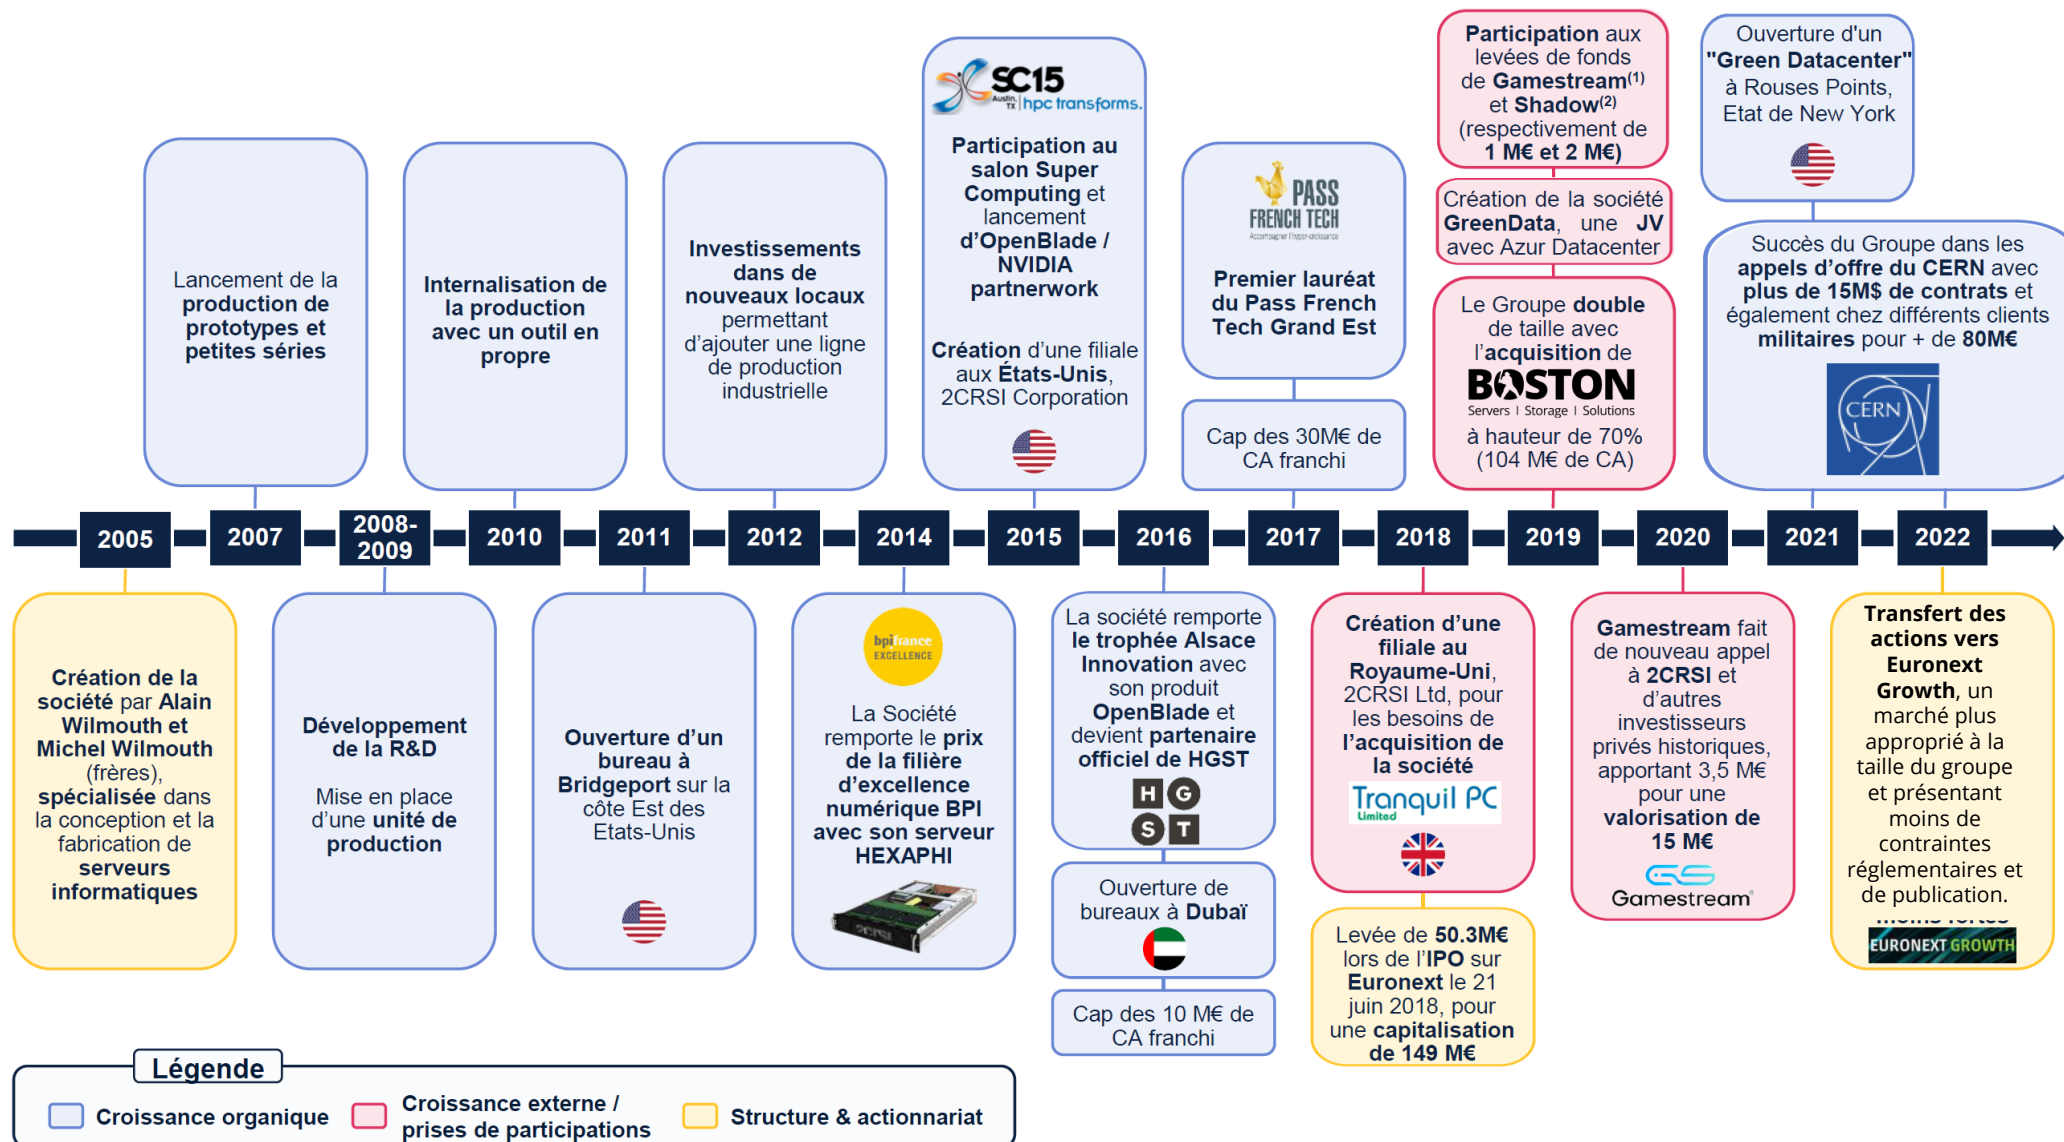 Lancement de la
production de
prototypes et
petites séries
Internalisation de
la production
avec un outil en
propre
Investissements
dans de
nouveaux locaux
permettant
d'ajouter une ligne
de production
industrielle
SC15
Austin, TX
hpc transforms.
Participation au
salon Super
Computing et
lancement
d'OpenBlade /
NVIDIA
partnerwork
Création d'une filiale
aux États-Unis,
2CRSI Corporation
PASS
FRENCH TECH
Accompagner l'hyper-croissance
Premier lauréat
du Pass French
Tech Grand Est
Cap des 30M€ de
CA franchi
Participation aux
levées de fonds
de Gamestream(1)
et Shadow(2)
(respectivement de
1 M€ et 2 M€)
Création de la société
GreenData, une JV
avec Azur Datacenter
Le Groupe double
de taille avec
l'acquisition de
BOSTON
Servers | Storage | Solutions
à hauteur de 70%
(104 M€ de CA)
Ouverture d'un
"Green Datacenter"
à Rouses Points,
Etat de New York
Succès du Groupe dans les
appels d'offre du CERN avec
plus de 15M$ de contrats et
également chez différents clients
militaires pour + de 80M€
CERN
2005
2007
2008-
2009
2010
2011
2012
2014
2015
2016
2017
2018
2019
2020
2021
2022
Création de la
société par Alain
Wilmouth et
Michel Wilmouth
(frères),
spécialisée dans
la conception et la
fabrication de
serveurs
informatiques
Développement
de la R&D
Mise en place
d'une unité de
production
Ouverture d'un
bureau à
Bridgeport sur la
côte Est des
Etats-Unis
bpifrance
EXCELLENCE
La Société
remporte le prix
de la filière
d'excellence
numérique BPI
avec son serveur
HEXAPHI
2CRSI
La société remporte
le trophée Alsace
Innovation avec
son produit
OpenBlade et
devient partenaire
officiel de HGST
H G
S T
Ouverture de
bureaux à Dubaï
Cap des 10 M€ de
CA franchi
Création d'une
filiale au
Royaume-Uni,
2CRSI Ltd, pour
les besoins de
l'acquisition de
la société
Tranquil PC
Limited
Levée de 50.3M€
lors de l'IPO sur
Euronext le 21
juin 2018, pour
une capitalisation
de 149 M€
Gamestream fait
de nouveau appel
à 2CRSI et
d'autres
investisseurs
privés historiques,
apportant 3,5 M€
pour une
valorisation de
15 M€
GS
Gamestream
Transfert des
actions vers
Euronext
Growth, un
marché plus
approprié à la
taille du groupe
et présentant
moins de
contraintes
réglementaires et
de publication.
EURONEXT GROWTH
Légende
Croissance organique
Croissance externe /
prises de participations
Structure & actionnariat